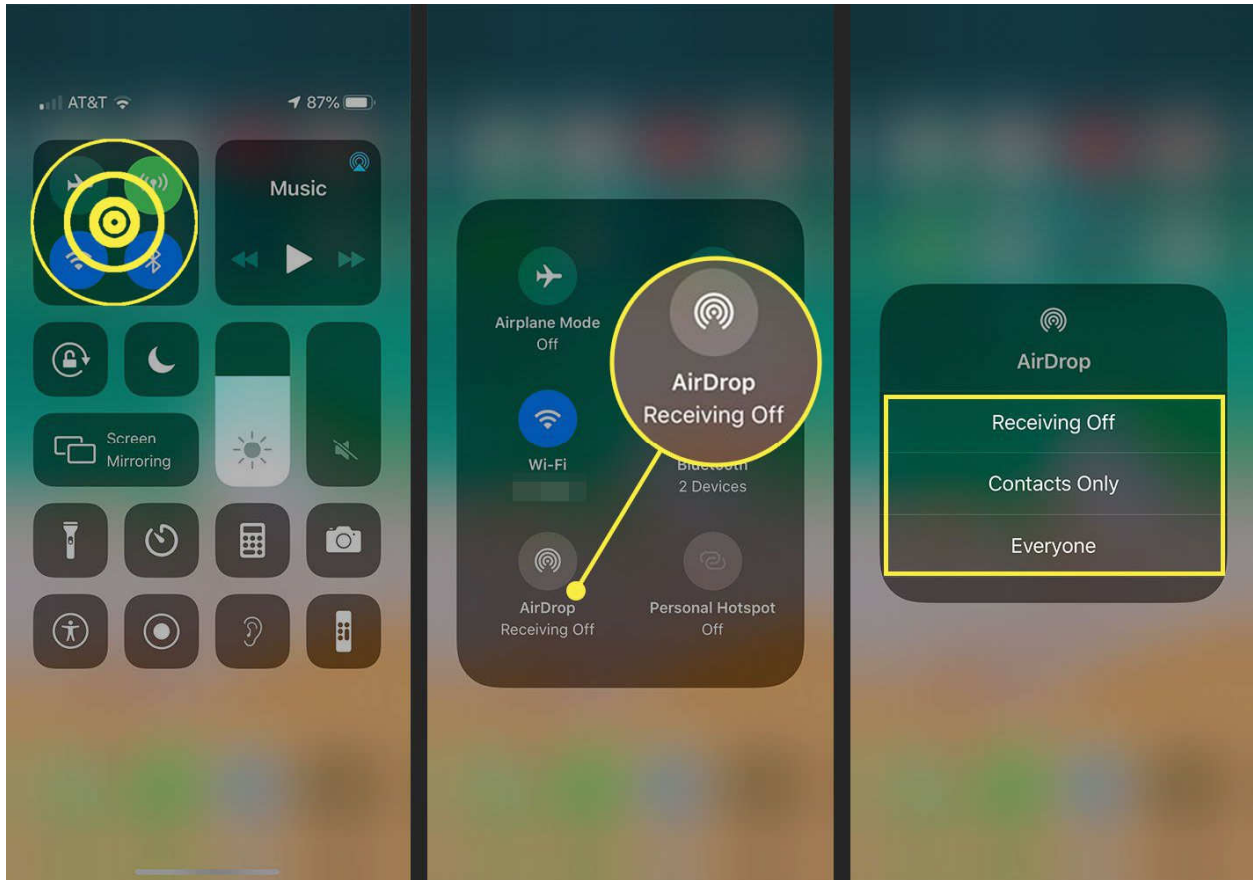 AT&T
87%
Music
Screen
Mirroring
Airplane Mode
Off
AirDrop
Receiving Off
Wi-Fi
Bluetooth
2 Devices
AirDrop
Receiving Off
Personal Hotspot
Off
AirDrop
Receiving Off
Contacts Only
Everyone